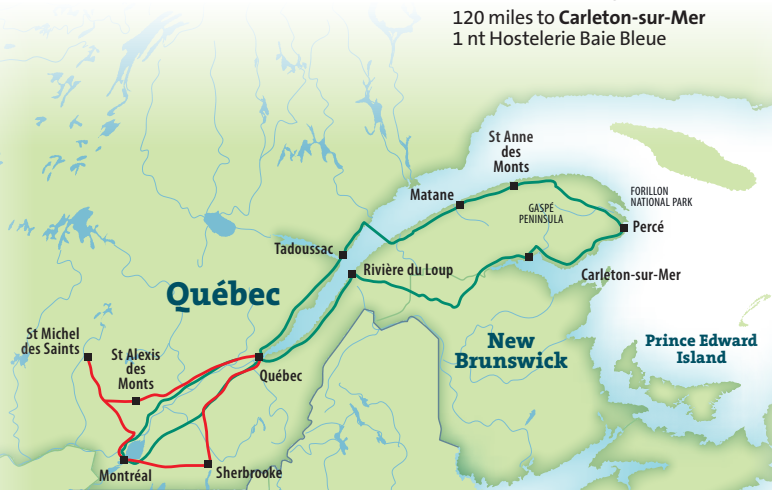 120 miles to Carleton-sur-Mer
1 nt Hostelerie Baie Bleue
St Anne
des
Monts
Matane
FORILLON
NATIONAL PARK
GASPÉ
PENINSULA
Percé
Tadoussac
Rivière du Loup
Carleton-sur-Mer
Québec
St Michel
des Saints
St Alexis
des
Monts
New
Brunswick
Prince Edward
Island
Québec
Montréal
Sherbrooke